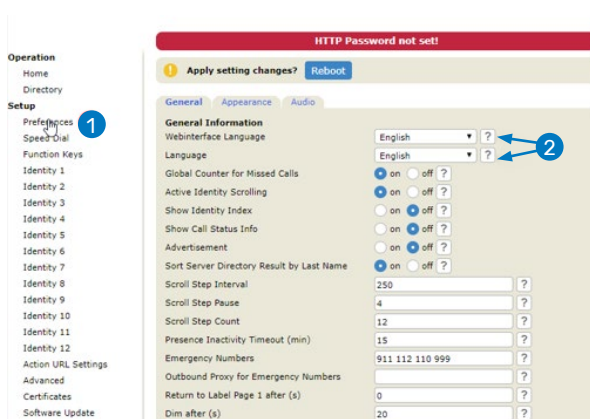 HTTP Password not set!
Operation
Home
Directory
Setup
Preferences
Speed Dial
Function Keys
Identity 1
Identity 2
Identity 3
Identity 4
Identity 5
Identity 6
Identity 7
Identity 8
Identity 9
Identity 10
Identity 11
Identity 12
Action URL Settings
Advanced
Certificates
Software Update
1
! Apply setting changes? Reboot
General Appearance Audio
General Information
Webinterface Language English ?
Language English ?
2
Global Counter for Missed Calls on off ?
Active Identity Scrolling on off ?
Show Identity Index on off ?
Show Call Status Info on off ?
Advertisement on off ?
Sort Server Directory Result by Last Name on off ?
Scroll Step Interval 250 ?
Scroll Step Pause 4 ?
Scroll Step Count 12 ?
Presence Inactivity Timeout (min) 15 ?
Emergency Numbers 911 112 110 999 ?
Outbound Proxy for Emergency Numbers ?
Return to Label Page 1 after (s) 0 ?
Dim after (s) 20 ?